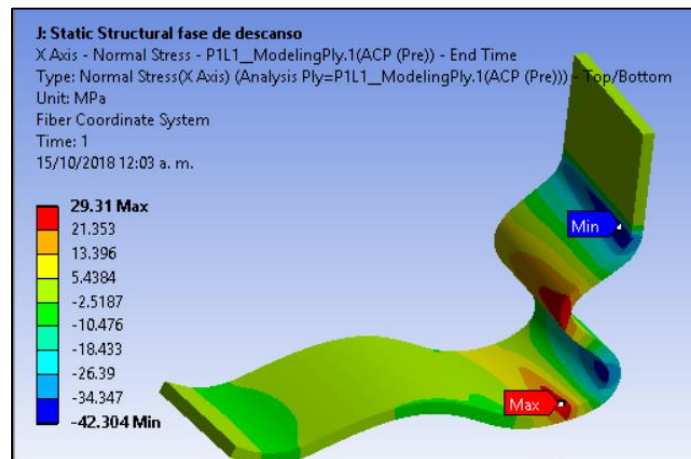 J: Static Structural fase de descanso
X Axis - Normal Stress - P1L1__ModelingPly.1(ACP (Pre)) - End Time
Type: Normal Stress(X Axis) (Analysis Ply=P1L1__ModelingPly.1(ACP (Pre))) - Top/Bottom
Unit: MPa
Fiber Coordinate System
Time: 1
15/10/2018 12:03 a. m.
29.31 Max
21.353
13.396
5.4384
-2.5187
-10.476
-18.433
-26.39
-34.347
-42.304 Min
Min
Max